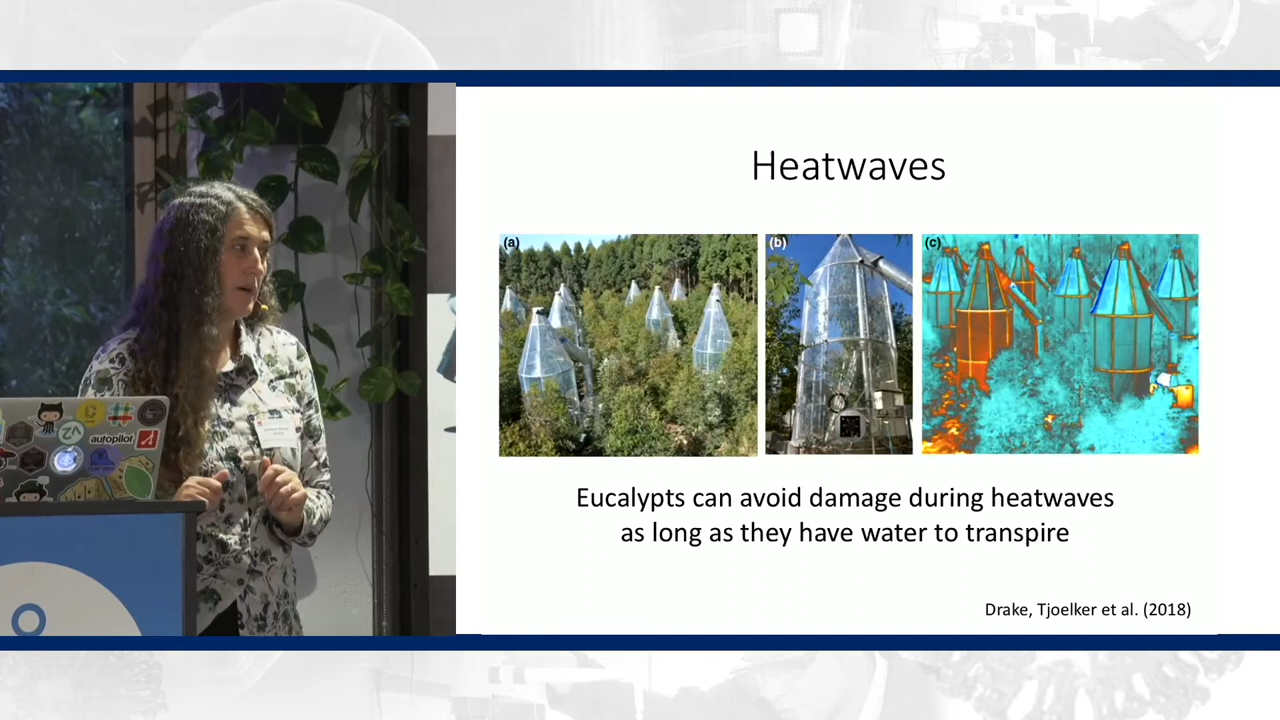 Heatwaves
(a)
(b)
(c)
Eucalypts can avoid damage during heatwaves
as long as they have water to transpire
Drake, Tjoelker et al. (2018)
autopilot